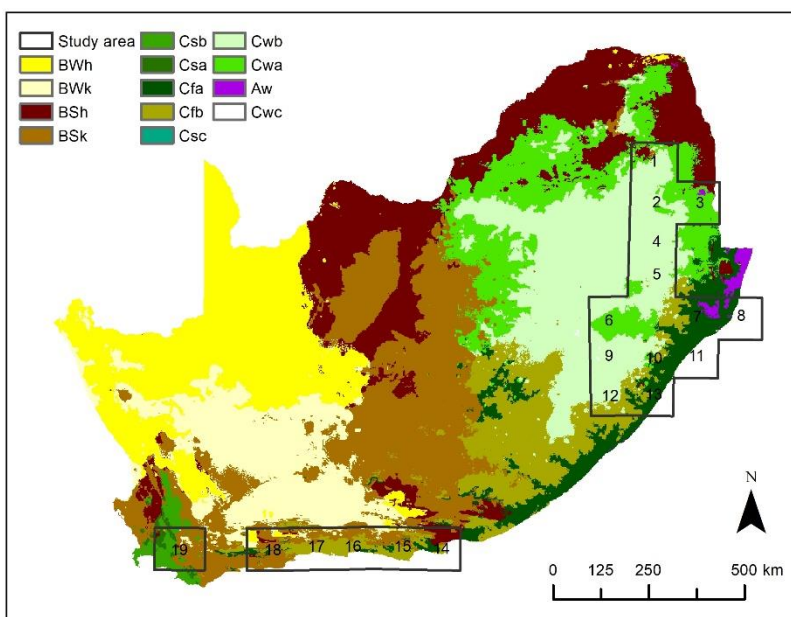 Study area
BWh
BWk
BSh
BSk
Csb
Csa
Cfa
Cfb
Csc
Cwb
Cwa
Aw
Cwc
1
2
3
4
5
6
7
8
9
10
11
12
13
N
19
18
17
16
15
14
0 125 250 500 km